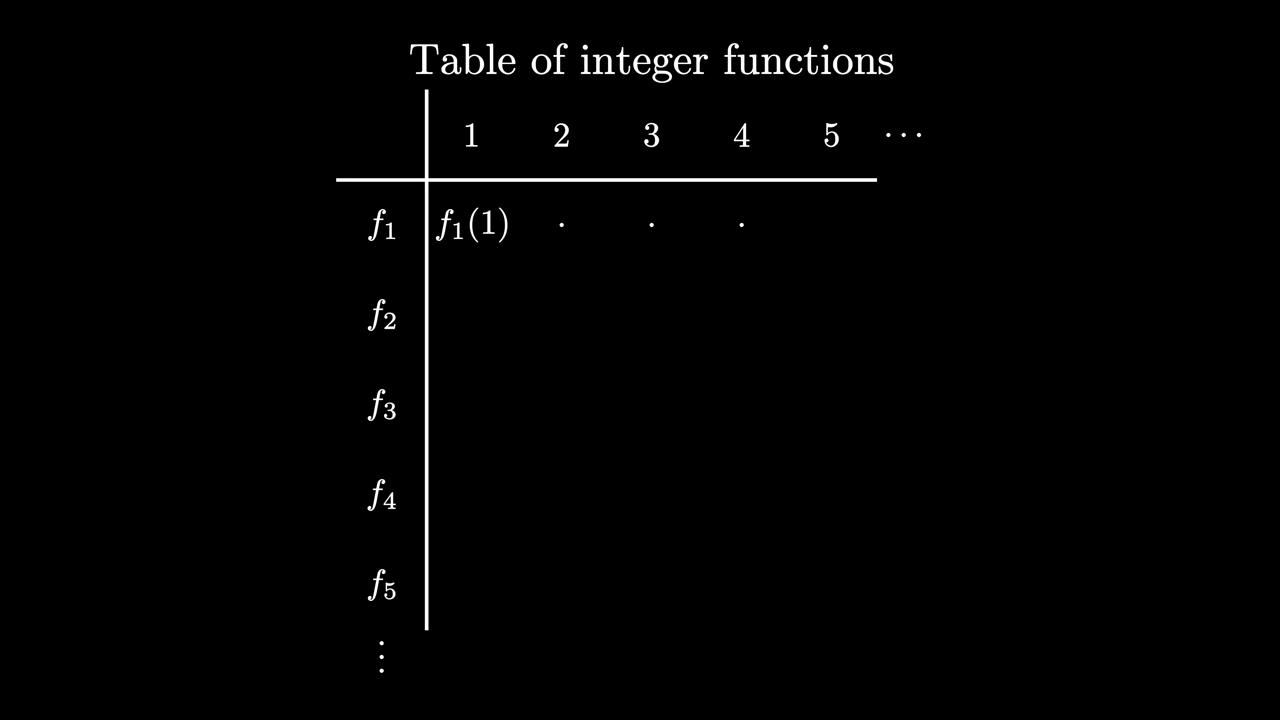 Table of integer functions
1 2 3 4 5 ⋯
f₁ f₁(1) · · ·
f₂
f₃
f₄
f₅
⋮